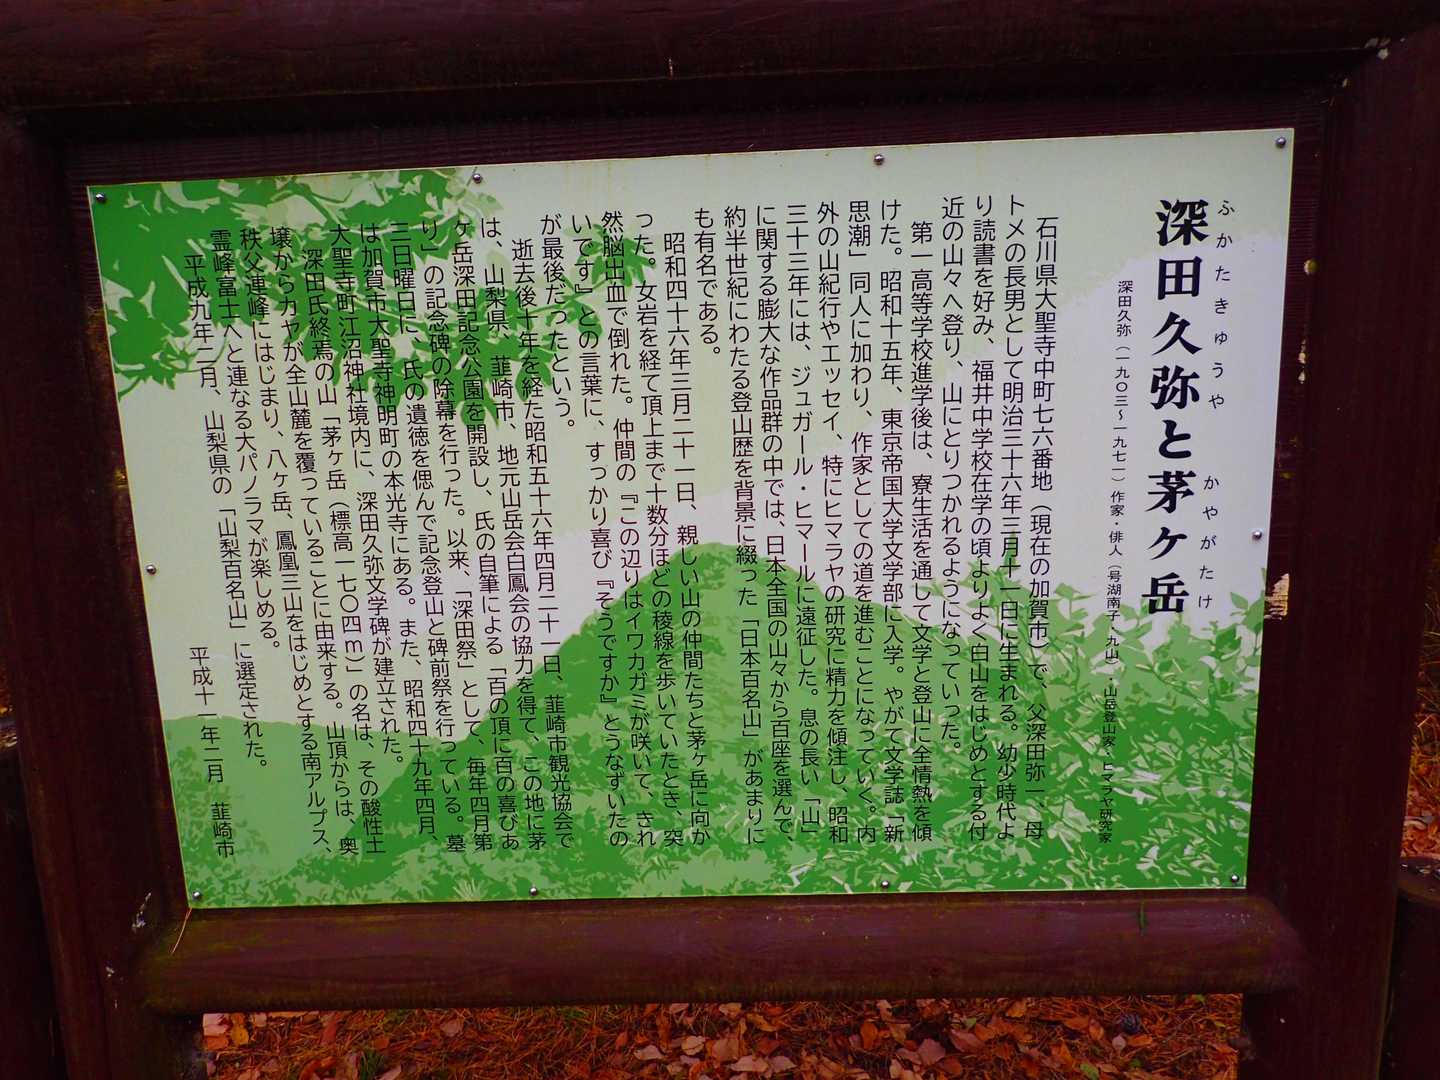 ふかたきゅうや かやがたけ
深田久弥と茅ヶ岳
深田久弥（一九〇三～一九七一）作家・俳人（号湖南子、九山）・山岳登山家、ヒマラヤ研究家
石川県大聖寺中町七六番地（現在の加賀市）で、父深田弥一、母
トメの長男として明治三十六年三月十一日に生まれる。幼少時代よ
り読書を好み、福井中学校在学の頃よりよく白山をはじめとする付
近の山々へ登り、山にとりつかれるようになっていった。
第一高等学校進学後は、寮生活を通して文学と登山に全情熱を傾
けた。昭和十五年、東京帝国大学文学部に入学。やがて文学誌「新
思潮」同人に加わり、作家としての道を進むことになっていく。内
外の山紀行やエッセイ、特にヒマラヤの研究に精力を傾注し、昭和
三十三年には、ジュガール・ヒマールに遠征した。息の長い「山」
に関する膨大な作品群の中では、日本全国の山々から百座を選んで、
約半世紀にわたる登山歴を背景に綴った「日本百名山」があまりに
も有名である。
昭和四十六年三月二十一日、親しい山の仲間たちと茅ヶ岳に向か
った。女岩を経て頂上まで十数分ほどの稜線を歩いていたとき、突
然脳出血で倒れた。仲間の『この辺りはイワカガミが咲いて、きれ
いです』との言葉に、すっかり喜び『そうですか』とうなずいたの
が最後だったという。
逝去後十年を経た昭和五十六年四月二十一日、韮崎市観光協会で
は、山梨県、韮崎市、地元山岳会白鳳会の協力を得て、この地に茅
ヶ岳深田記念公園を開設し、氏の自筆による「百の頂に百の喜びあ
り」の記念碑の除幕を行った。以来、「深田祭」として、毎年四月第
三日曜日に、氏の遺徳を偲んで記念登山と碑前祭を行っている。墓
は加賀市大聖寺神明町の本光寺にある。また、昭和四十九年四月、
大聖寺町江沼神社境内に、深田久弥文学碑が建立された。
深田氏終焉の山「茅ヶ岳（標高一七〇四ｍ）の名は、その酸性土
壌からカヤが全山麓を覆っていることに由来する。山頂からは、奥
秩父連峰にはじまり、八ヶ岳、鳳凰三山をはじめとする南アルプス、
霊峰富士へと連なる大パノラマが楽しめる。
平成九年二月、山梨県の「山梨百名山」に選定された。
平成十一年二月 韮崎市